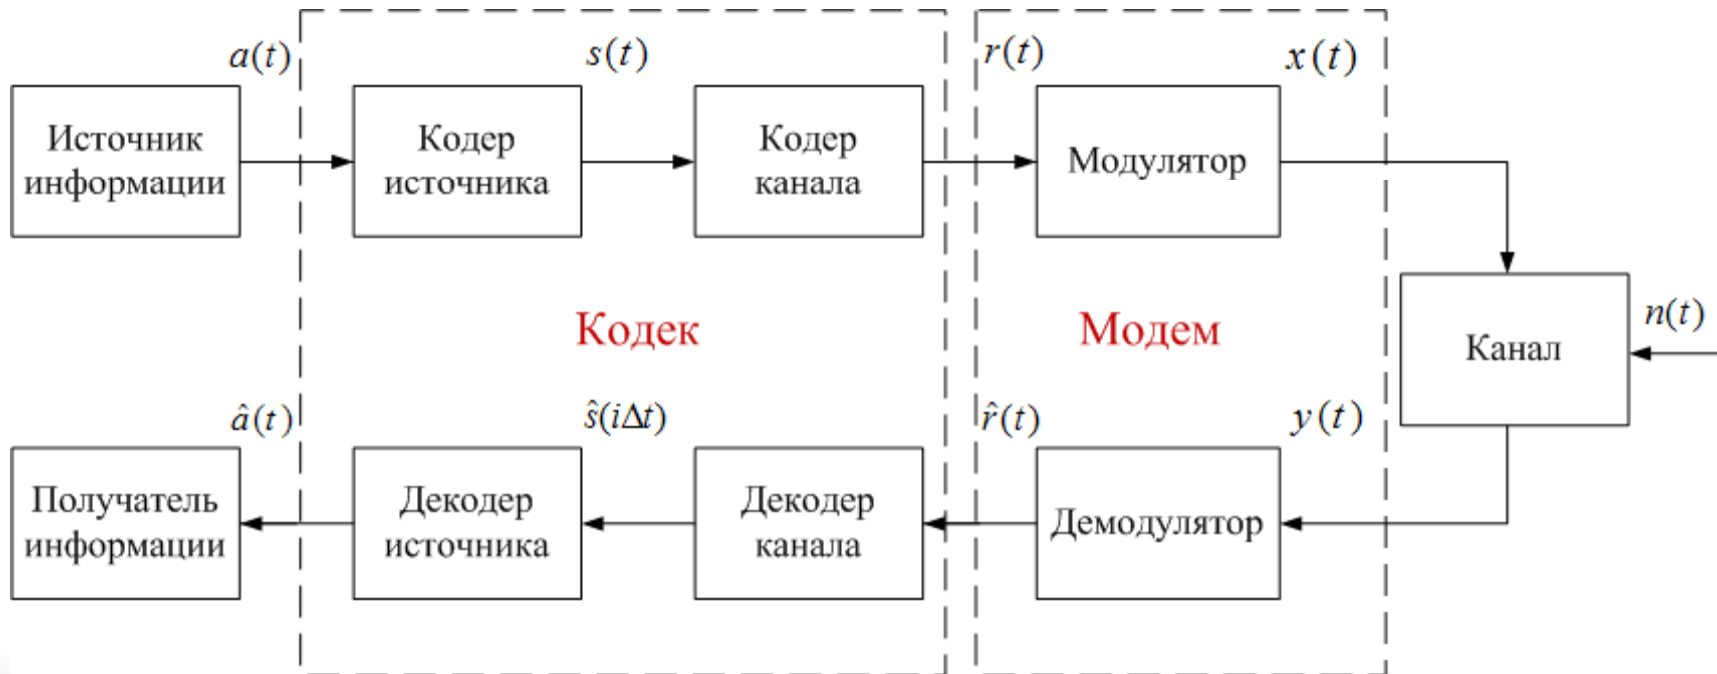 a(t)
s(t)
r(t)
x(t)
Источник
информации
Кодер
источника
Кодер
канала
Модулятор
Кодек
Модем
Канал
n(t)
â(t)
ŝ(iΔt)
r̂(t)
y(t)
Получатель
информации
Декодер
источника
Декодер
канала
Демодулятор